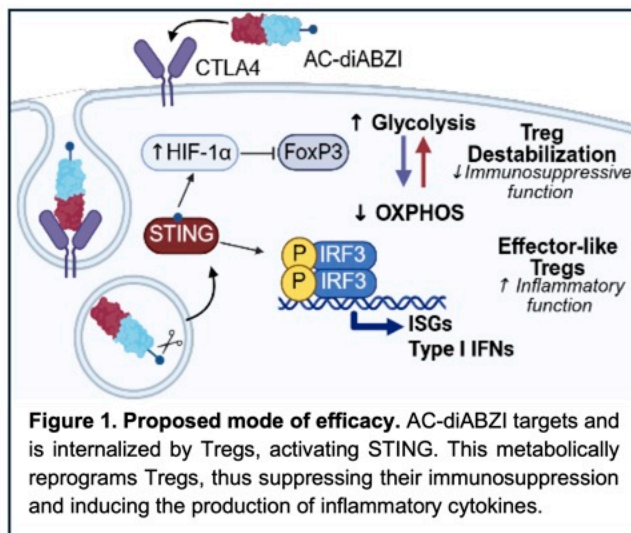 CTLA4
AC-diABZI
↑HIF-1α
FoxP3
↑ Glycolysis
↓ OXPHOS
Treg
Destabilization
↓Immunosuppressive
function
STING
P IRF3
P IRF3
Effector-like
Tregs
↑ Inflammatory
function
ISGs
Type I IFNs
Figure 1. Proposed mode of efficacy. AC-diABZI targets and
is internalized by Tregs, activating STING. This metabolically
reprograms Tregs, thus suppressing their immunosuppression
and inducing the production of inflammatory cytokines.